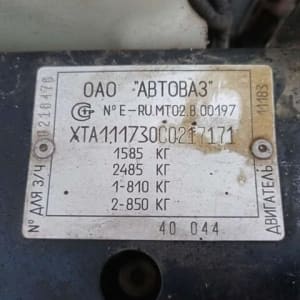 ОАО "АВТОВАЗ"
№ E-RU.MT02.B.00197
XTA111730C0217171
1585 КГ
2485 КГ
1-810 КГ
2-850 КГ
№ ДЛЯ З/Ч
ДВИГАТЕЛЬ 11183
40 044